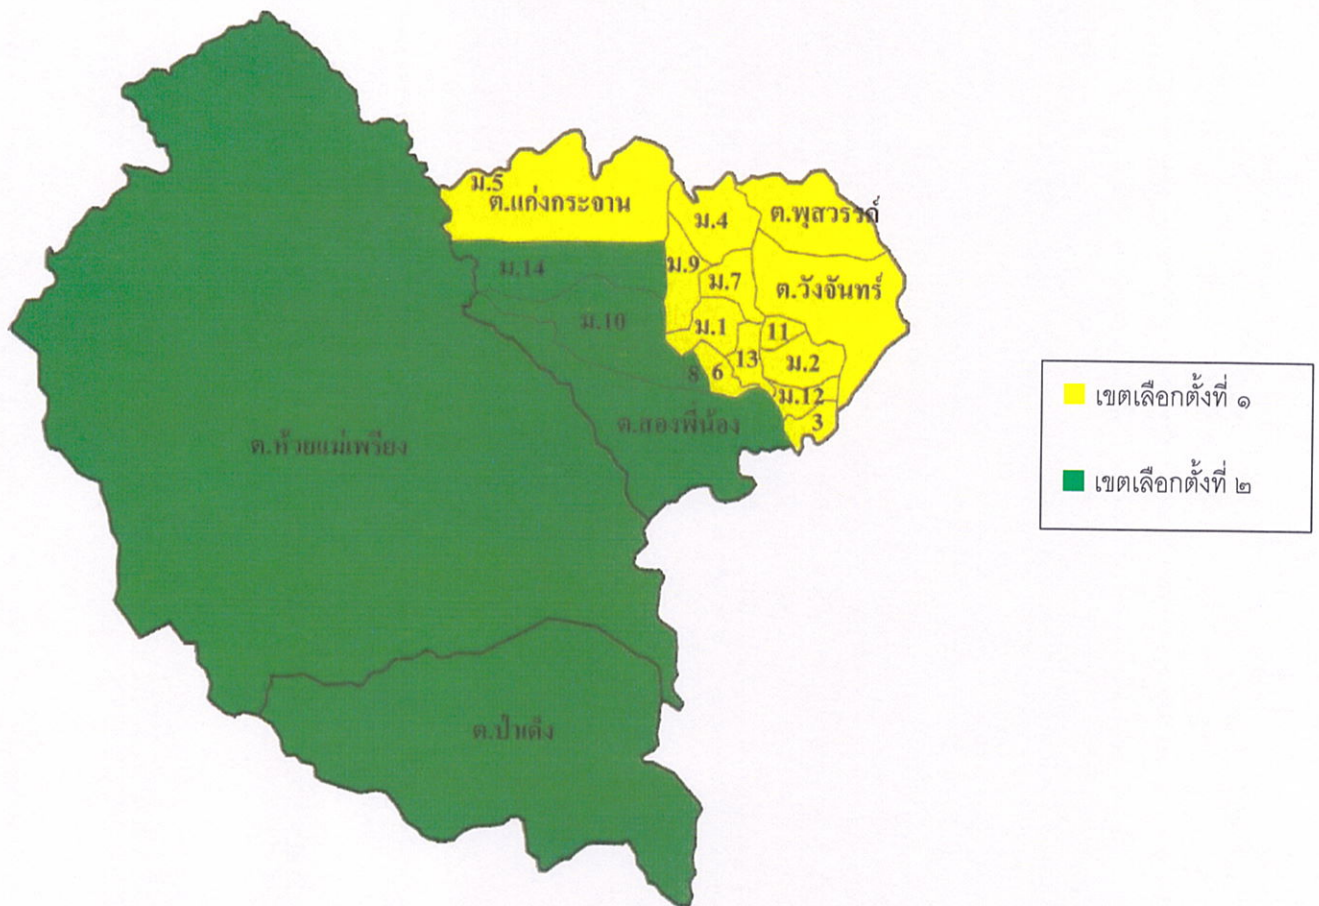 ม.5
ต.แก่งกระจาน
ม.4
ต.พุสวรรค์
ม.14
ม.9
ม.7
ต.วังจันทร์
ม.10
ม.1
11
13
ม.2
8
6
ม.12
3
ต.สองพี่น้อง
ต.ห้วยแม่เพรียง
ต.ป่าเด็ง
เขตเลือกตั้งที่ ๑
เขตเลือกตั้งที่ ๒